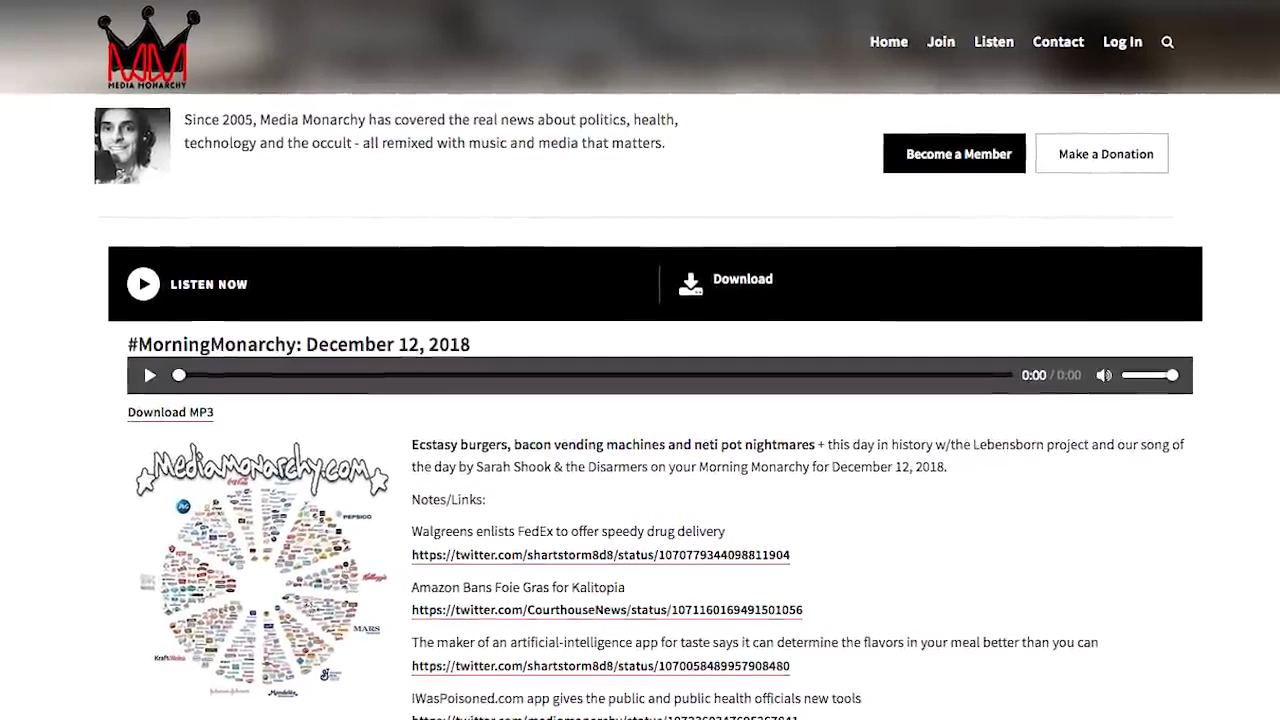 MEDIA MONARCHY
Home Join Listen Contact Log In
Since 2005, Media Monarchy has covered the real news about politics, health,
technology and the occult - all remixed with music and media that matters.
Become a Member
Make a Donation
LISTEN NOW
Download
#MorningMonarchy: December 12, 2018
0:00 / 0:00
Download MP3
Mediamonarchy.com
Coca-Cola
P&G
PEPSICO
Kellogg's
MARS
Kraft
Johnson & Johnson
Mondelez
Ecstasy burgers, bacon vending machines and neti pot nightmares + this day in history w/the Lebensborn project and our song of
the day by Sarah Shook & the Disarmers on your Morning Monarchy for December 12, 2018.
Notes/Links:
Walgreens enlists FedEx to offer speedy drug delivery
https://twitter.com/shartstorm8d8/status/1070779344098811904
Amazon Bans Foie Gras for Kalitopia
https://twitter.com/CourthouseNews/status/1071160169491501056
The maker of an artificial-intelligence app for taste says it can determine the flavors in your meal better than you can
https://twitter.com/shartstorm8d8/status/1070058489957908480
IWasPoisoned.com app gives the public and public health officials new tools